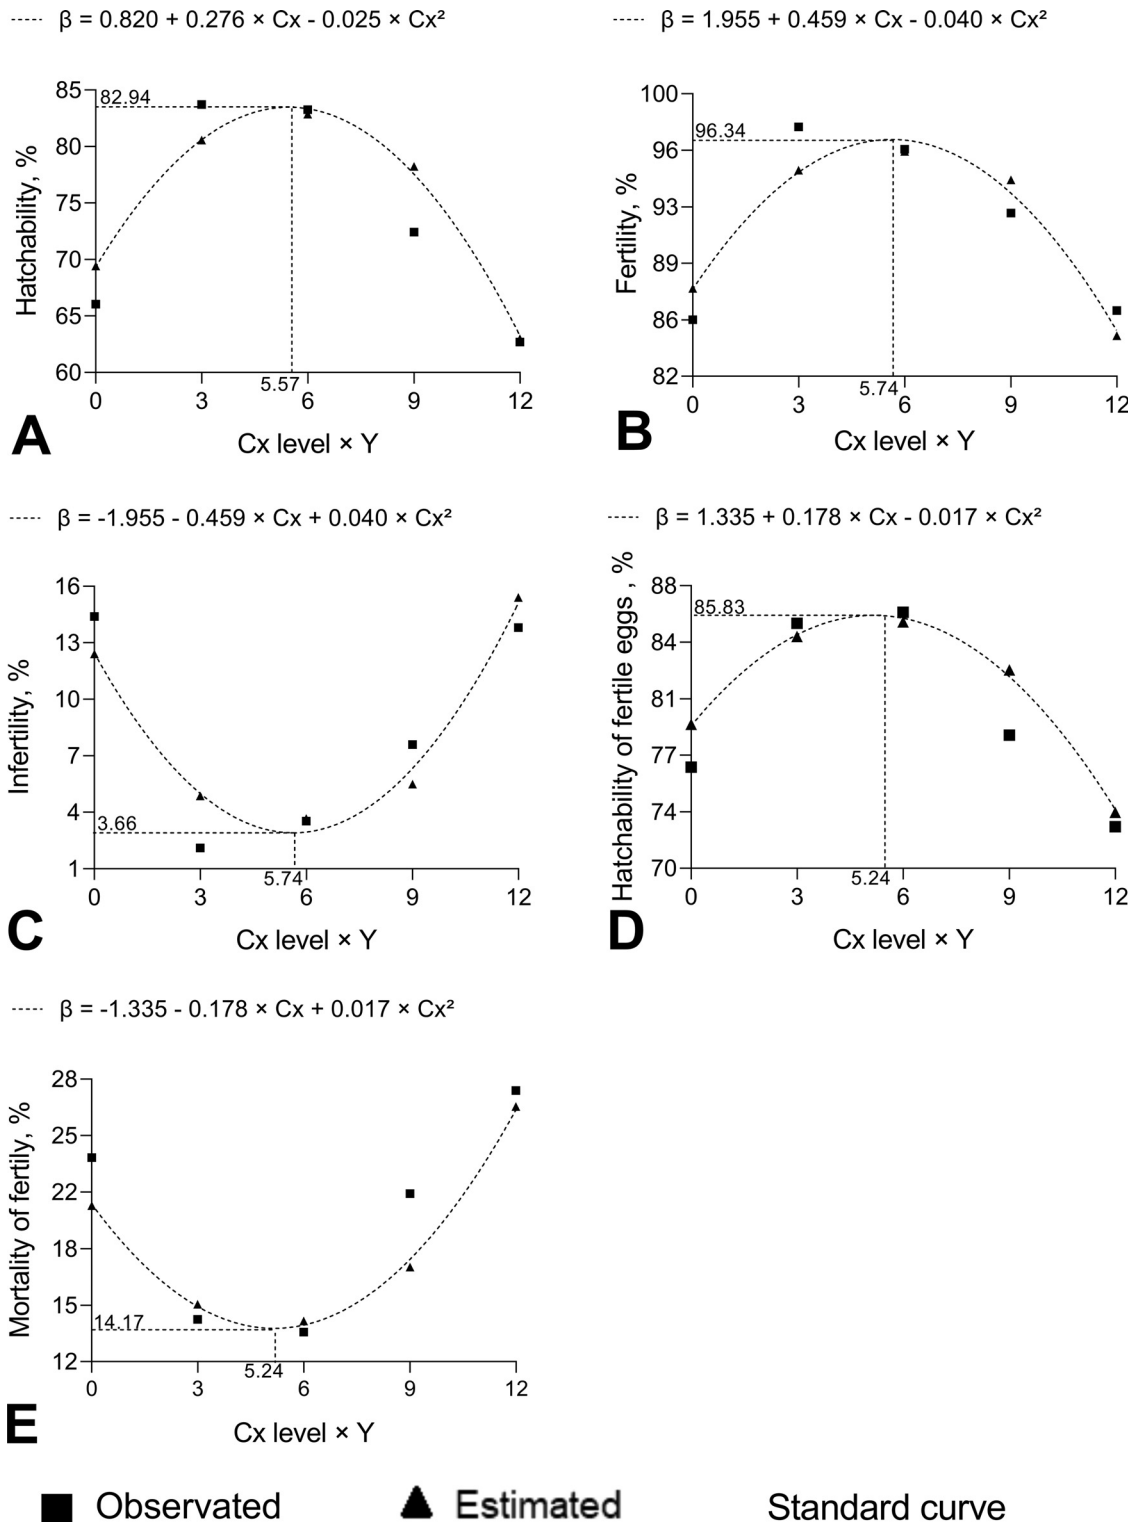 β = 0.820 + 0.276 × Cx - 0.025 × Cx²
Hatchability, %
85
80
75
70
65
60
82.94
5.57
0 3 6 9 12
Cx level × Y
A
β = 1.955 + 0.459 × Cx - 0.040 × Cx²
Fertility, %
100
96
93
89
86
82
96.34
5.74
0 3 6 9 12
Cx level × Y
B
β = -1.955 - 0.459 × Cx + 0.040 × Cx²
Infertility, %
16
13
10
7
4
1
3.66
5.74
0 3 6 9 12
Cx level × Y
C
β = 1.335 + 0.178 × Cx - 0.017 × Cx²
Hatchability of fertile eggs , %
88
84
81
77
74
70
85.83
5.24
0 3 6 9 12
Cx level × Y
D
β = -1.335 - 0.178 × Cx + 0.017 × Cx²
Mortality of fertily, %
28
25
22
18
15
12
14.17
5.24
0 3 6 9 12
Cx level × Y
E
Observated Estimated Standard curve